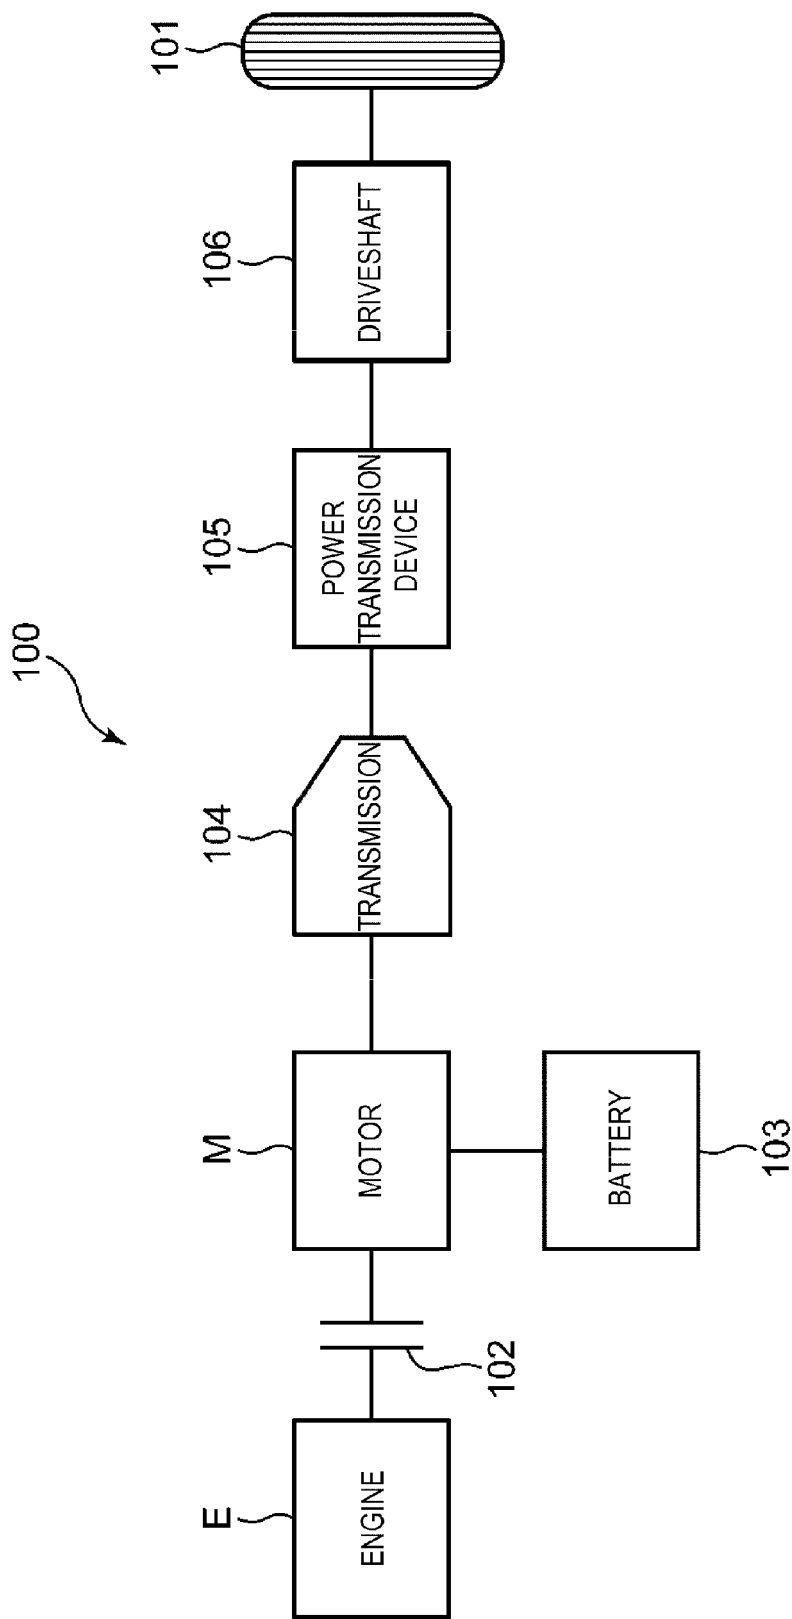 100
E
M
104
105
106
101
ENGINE
MOTOR
TRANSMISSION
POWER
TRANSMISSION
DEVICE
DRIVESHAFT
102
BATTERY
103